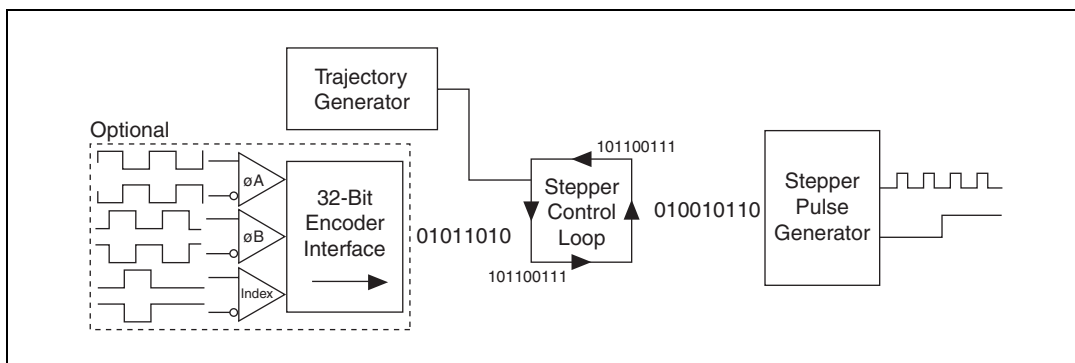 Trajectory
Generator
Optional
øA
øB
Index
32-Bit
Encoder
Interface
01011010
101100111
Stepper
Control
Loop
101100111
010010110
Stepper
Pulse
Generator